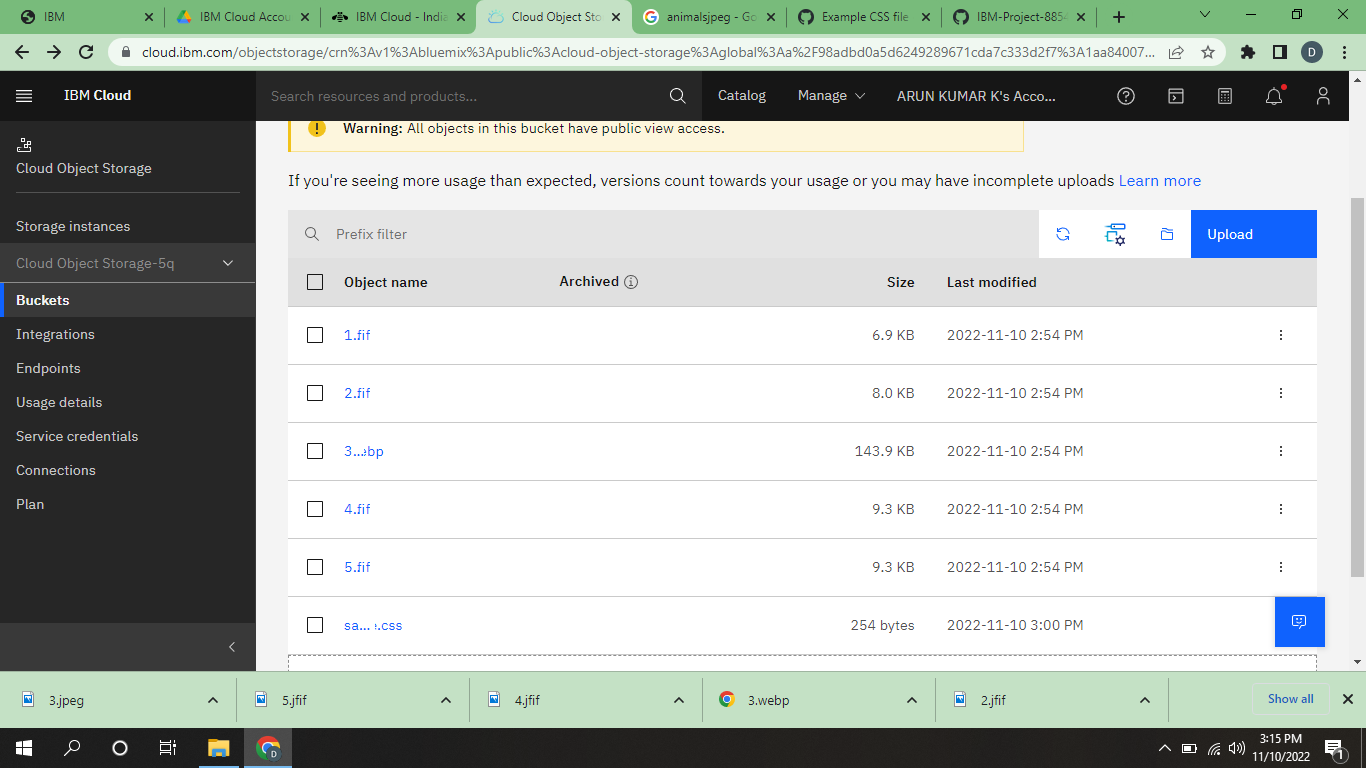 IBM
IBM Cloud Accou
IBM Cloud - India
Cloud Object Sto
animalsjpeg - Go
Example CSS file
IBM-Project-8854
cloud.ibm.com/objectstorage/crn%3Av1%3Abluemix%3Apublic%3Acloud-object-storage%3Aglobal%3Aa%2F98adbd0a5d6249289671cda7c333d2f7%3A1aa84007...
D
IBM Cloud
Search resources and products...
Catalog
Manage
ARUN KUMAR K's Acco...
Cloud Object Storage
Storage instances
Cloud Object Storage-5q
Buckets
Integrations
Endpoints
Usage details
Service credentials
Connections
Plan
Warning: All objects in this bucket have public view access.
If you're seeing more usage than expected, versions count towards your usage or you may have incomplete uploads Learn more
Prefix filter
Upload
Object name Archived Size Last modified
1.fif 6.9 KB 2022-11-10 2:54 PM
2.fif 8.0 KB 2022-11-10 2:54 PM
3...bp 143.9 KB 2022-11-10 2:54 PM
4.fif 9.3 KB 2022-11-10 2:54 PM
5.fif 9.3 KB 2022-11-10 2:54 PM
sa... .css 254 bytes 2022-11-10 3:00 PM
3.jpeg
5.jfif
4.jfif
3.webp
2.jfif
Show all
D
3:15 PM
11/10/2022
1